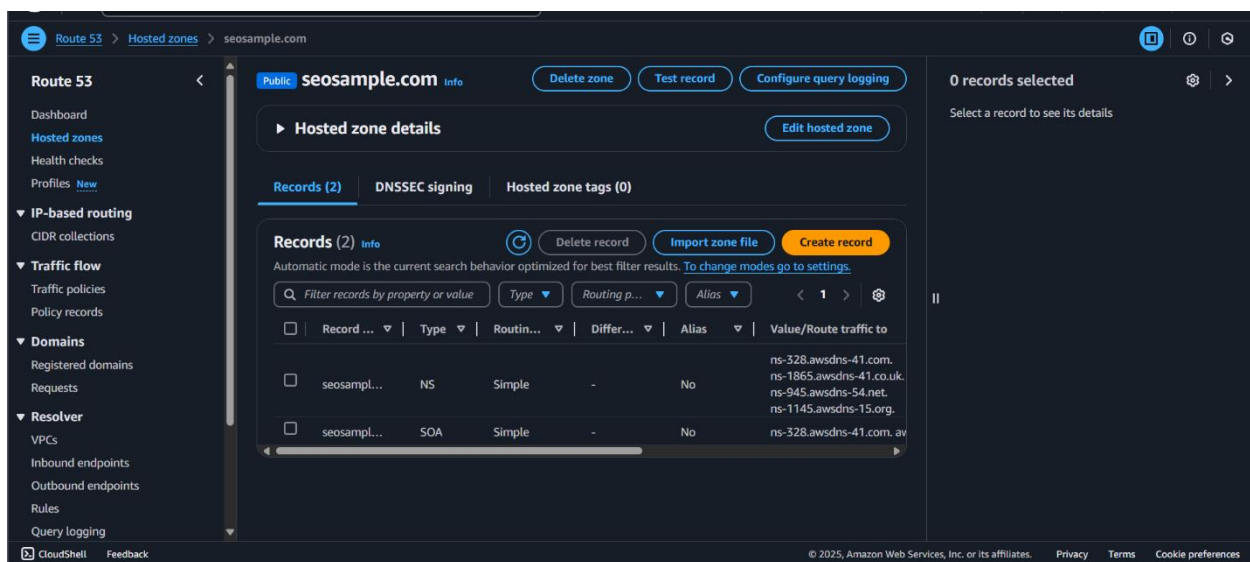 Route 53 > Hosted zones > seosample.com
Route 53
Dashboard
Hosted zones
Health checks
Profiles New
IP-based routing
CIDR collections
Traffic flow
Traffic policies
Policy records
Domains
Registered domains
Requests
Resolver
VPCs
Inbound endpoints
Outbound endpoints
Rules
Query logging
Public seosample.com Info
Delete zone
Test record
Configure query logging
Hosted zone details
Edit hosted zone
Records (2)
DNSSEC signing
Hosted zone tags (0)
Records (2) Info
Delete record
Import zone file
Create record
Automatic mode is the current search behavior optimized for best filter results. To change modes go to settings.
Filter records by property or value
Type
Routing p...
Alias
1
Record ... Type Routin... Differ... Alias Value/Route traffic to
seosampl... NS Simple - No
ns-328.awsdns-41.com.
ns-1865.awsdns-41.co.uk.
ns-945.awsdns-54.net.
ns-1145.awsdns-15.org.
seosampl... SOA Simple - No ns-328.awsdns-41.com. aw
0 records selected
Select a record to see its details
CloudShell Feedback
© 2025, Amazon Web Services, Inc. or its affiliates. Privacy Terms Cookie preferences